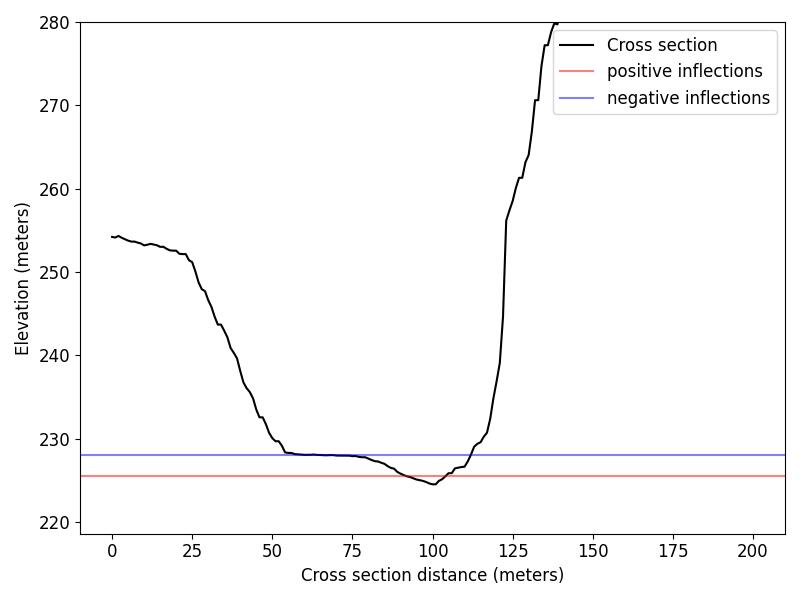 280
270
260
250
240
230
220
Elevation (meters)
Cross section
positive inflections
negative inflections
0 25 50 75 100 125 150 175 200
Cross section distance (meters)